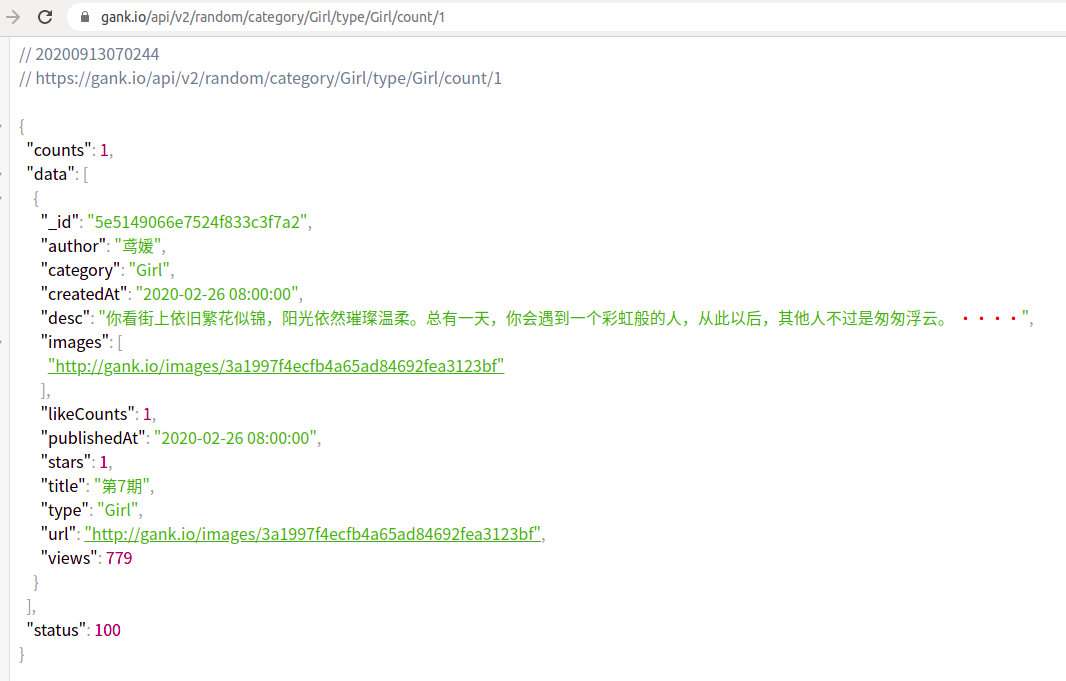 gank.io/api/v2/random/category/Girl/type/Girl/count/1
// 20200913070244
// https://gank.io/api/v2/random/category/Girl/type/Girl/count/1
{
"counts": 1,
"data": [
{
"_id": "5e5149066e7524f833c3f7a2",
"author": "鸢媛",
"category": "Girl",
"createdAt": "2020-02-26 08:00:00",
"desc": "你看街上依旧繁花似锦，阳光依然璀璨温柔。总有一天，你会遇到一个彩虹般的人，从此以后，其他人不过是匆匆浮云。 ····",
"images": [
"http://gank.io/images/3a1997f4ecfb4a65ad84692fea3123bf"
],
"likeCounts": 1,
"publishedAt": "2020-02-26 08:00:00",
"stars": 1,
"title": "第7期",
"type": "Girl",
"url": "http://gank.io/images/3a1997f4ecfb4a65ad84692fea3123bf",
"views": 779
}
],
"status": 100
}